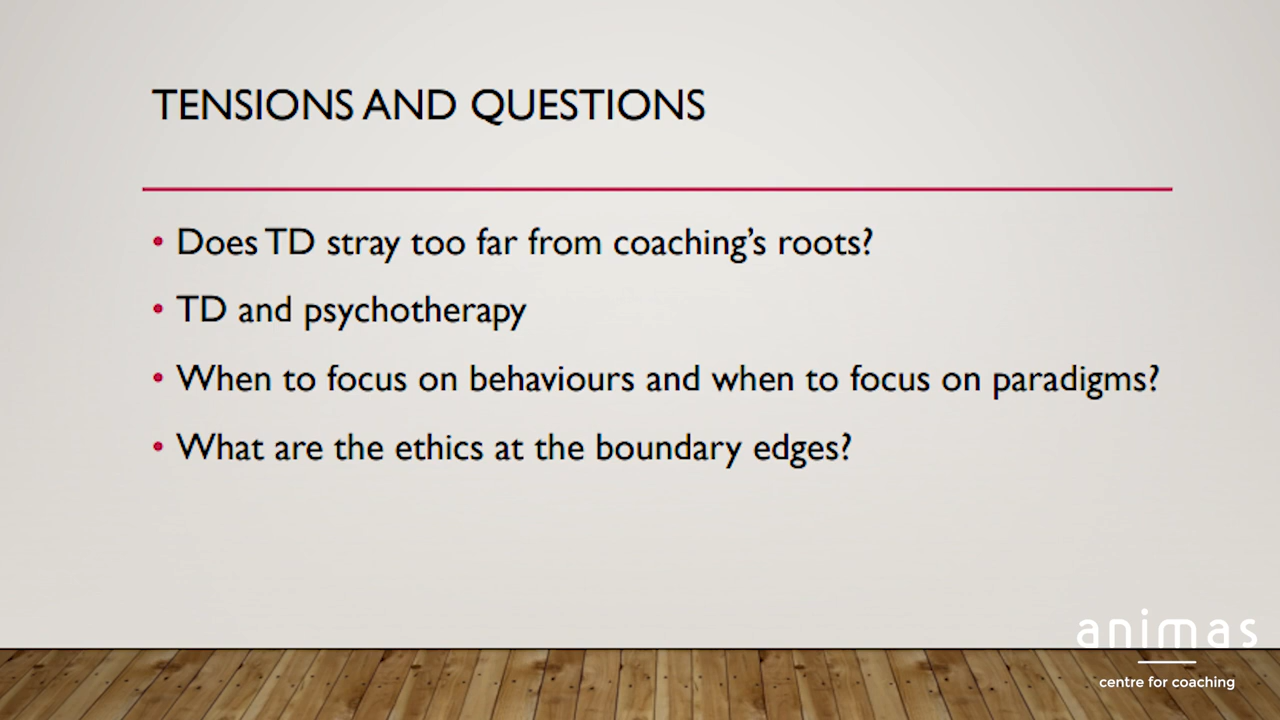 TENSIONS AND QUESTIONS
• Does TD stray too far from coaching's roots?
• TD and psychotherapy
• When to focus on behaviours and when to focus on paradigms?
• What are the ethics at the boundary edges?
animas
centre for coaching